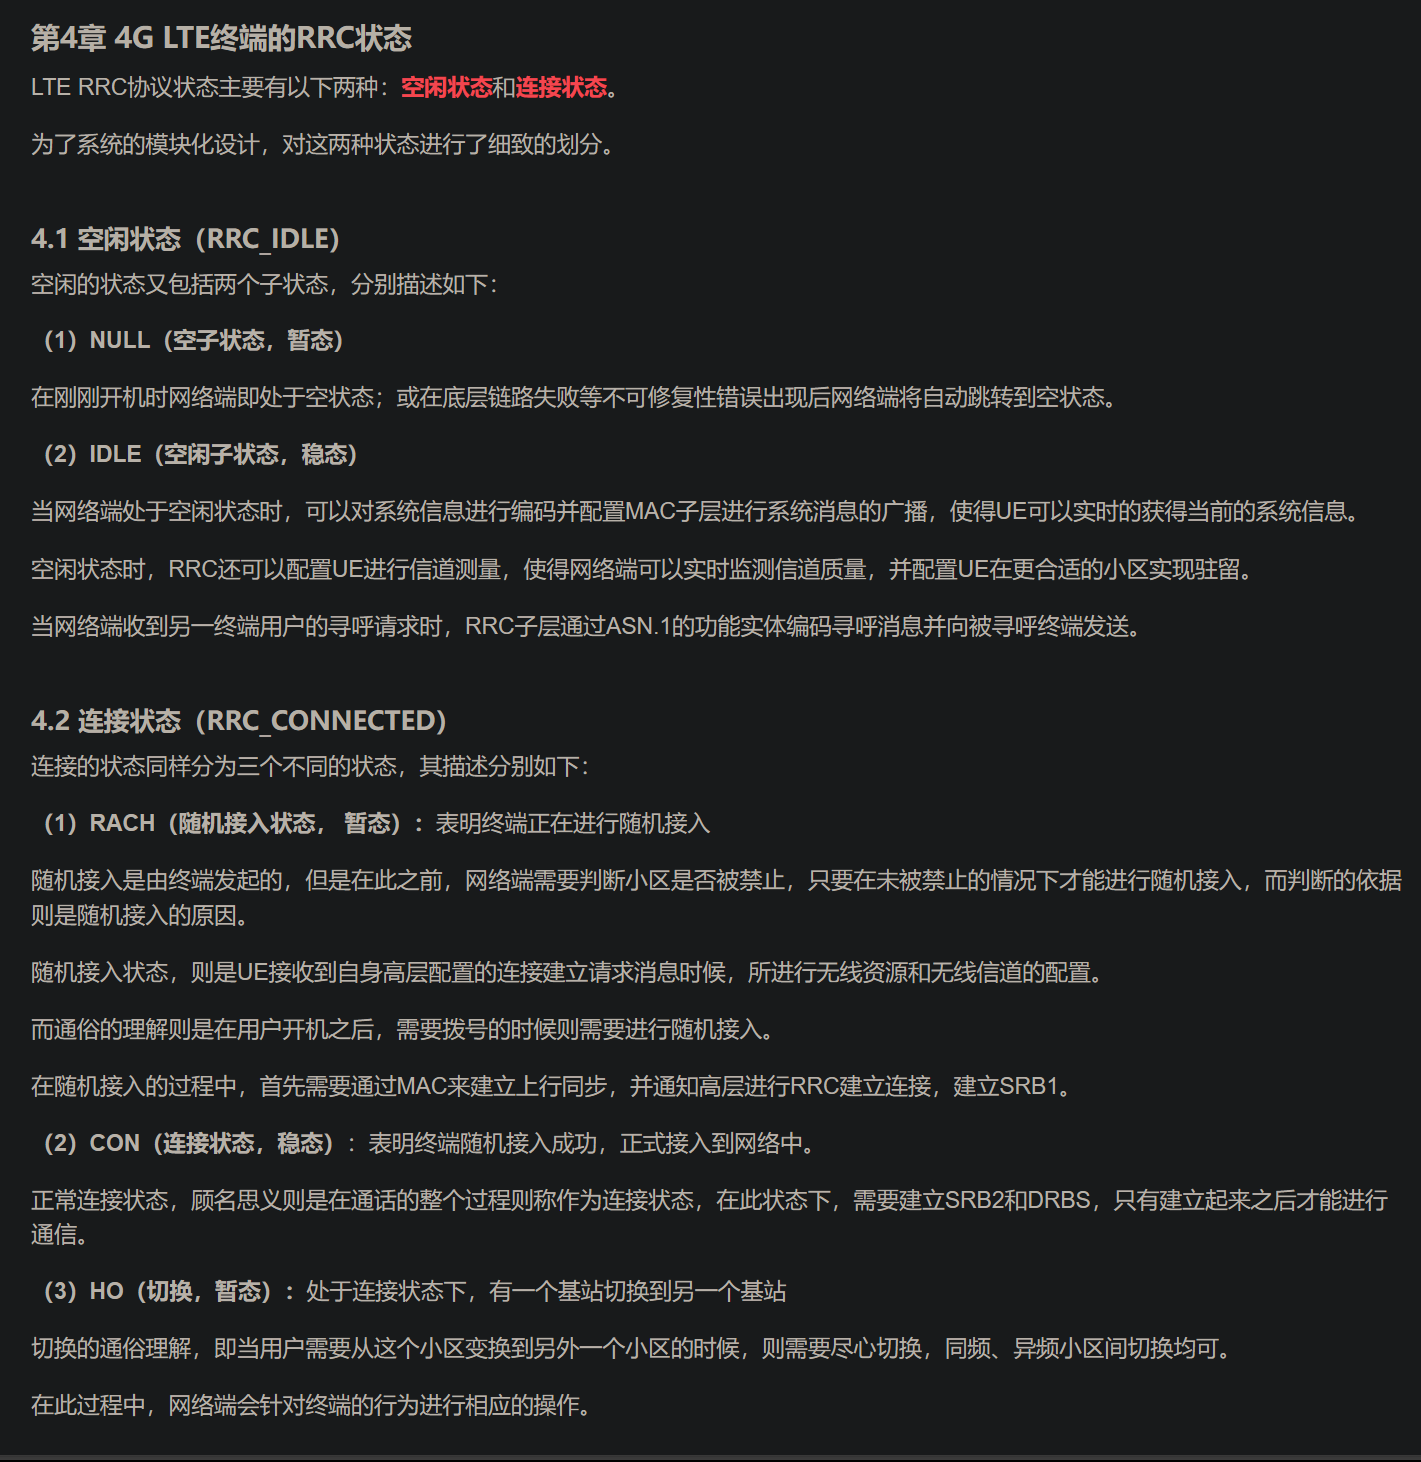 第4章 4G LTE终端的RRC状态
LTE RRC协议状态主要有以下两种：空闲状态和连接状态。
为了系统的模块化设计，对这两种状态进行了细致的划分。
4.1 空闲状态（RRC_IDLE）
空闲的状态又包括两个子状态，分别描述如下：
（1）NULL（空子状态，暂态）
在刚刚开机时网络端即处于空状态；或在底层链路失败等不可修复性错误出现后网络端将自动跳转到空状态。
（2）IDLE（空闲子状态，稳态）
当网络端处于空闲状态时，可以对系统信息进行编码并配置MAC子层进行系统消息的广播，使得UE可以实时的获得当前的系统信息。
空闲状态时，RRC还可以配置UE进行信道测量，使得网络端可以实时监测信道质量，并配置UE在更合适的小区实现驻留。
当网络端收到另一终端用户的寻呼请求时，RRC子层通过ASN.1的功能实体编码寻呼消息并向被寻呼终端发送。
4.2 连接状态（RRC_CONNECTED）
连接的状态同样分为三个不同的状态，其描述分别如下：
（1）RACH（随机接入状态， 暂态）：表明终端正在进行随机接入
随机接入是由终端发起的，但是在此之前，网络端需要判断小区是否被禁止，只要在未被禁止的情况下才能进行随机接入，而判断的依据
则是随机接入的原因。
随机接入状态，则是UE接收到自身高层配置的连接建立请求消息时候，所进行无线资源和无线信道的配置。
而通俗的理解则是在用户开机之后，需要拨号的时候则需要进行随机接入。
在随机接入的过程中，首先需要通过MAC来建立上行同步，并通知高层进行RRC建立连接，建立SRB1。
（2）CON（连接状态，稳态）：表明终端随机接入成功，正式接入到网络中。
正常连接状态，顾名思义则是在通话的整个过程则称作为连接状态，在此状态下，需要建立SRB2和DRBS，只有建立起来之后才能进行
通信。
（3）HO（切换，暂态）：处于连接状态下，有一个基站切换到另一个基站
切换的通俗理解，即当用户需要从这个小区变换到另外一个小区的时候，则需要尽心切换，同频、异频小区间切换均可。
在此过程中，网络端会针对终端的行为进行相应的操作。